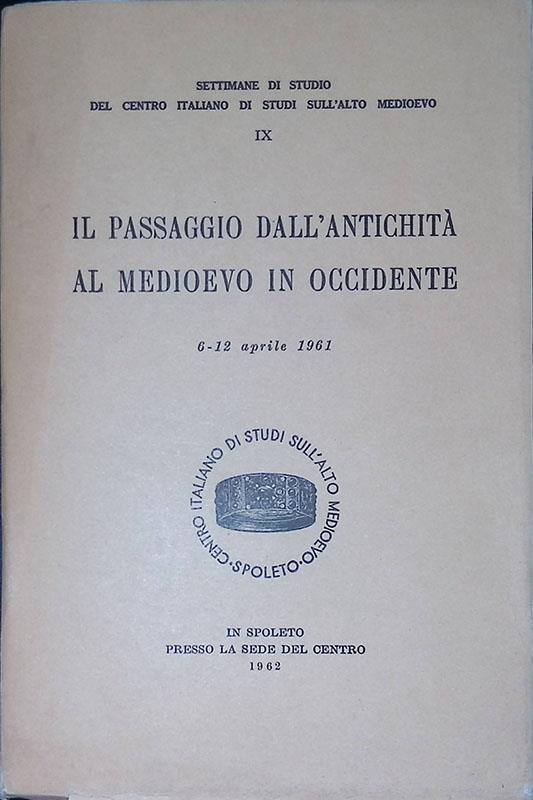 SETTIMANE DI STUDIO
DEL CENTRO ITALIANO DI STUDI SULL'ALTO MEDIOEVO
IX
IL PASSAGGIO DALL'ANTICHITÀ
AL MEDIOEVO IN OCCIDENTE
6-12 aprile 1961
CENTRO ITALIANO DI STUDI SULL'ALTO MEDIOEVO · SPOLETO ·
IN SPOLETO
PRESSO LA SEDE DEL CENTRO
1962